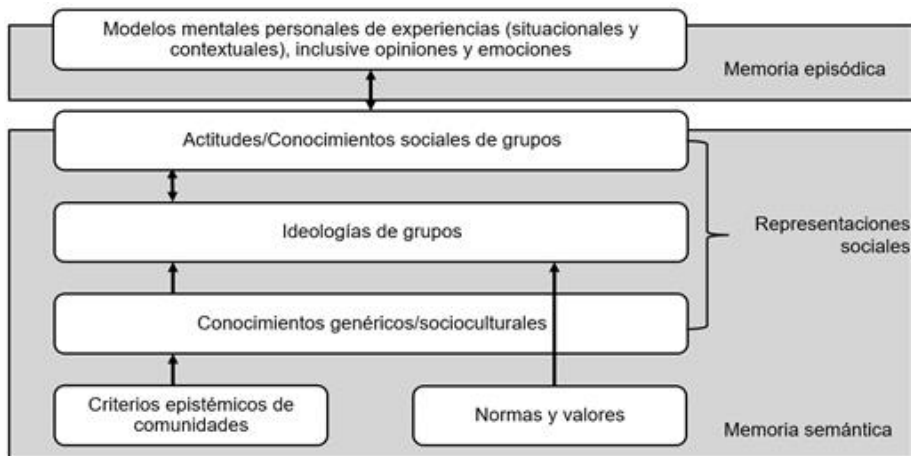 Modelos mentales personales de experiencias (situacionales y
contextuales), inclusive opiniones y emociones
Memoria episódica
Actitudes/Conocimientos sociales de grupos
Ideologías de grupos
Representaciones
sociales
Conocimientos genéricos/socioculturales
Criterios epistémicos de
comunidades
Normas y valores
Memoria semántica